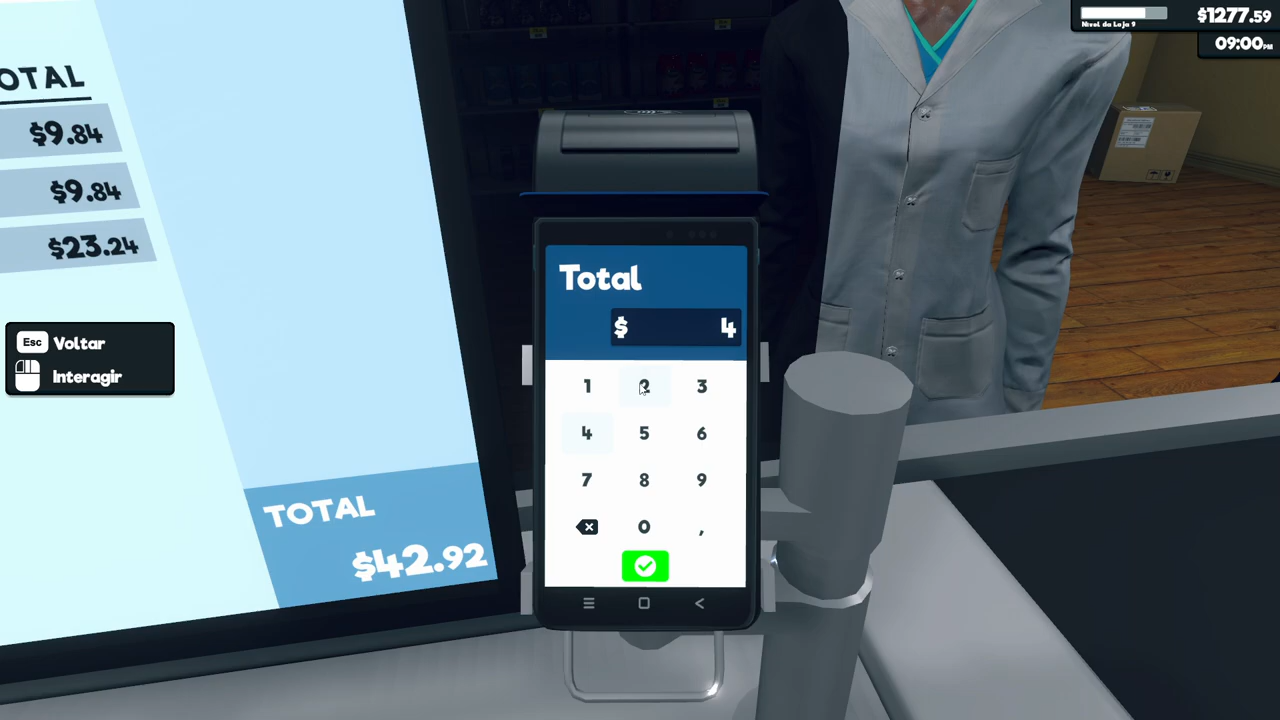 $1277.59
Nível da Loja 9
09:00PM
OTAL
$9.84
$9.84
$23.24
Esc Voltar
Interagir
TOTAL
$42.92
Total
$ 4
1 2 3
4 5 6
7 8 9
0 ,